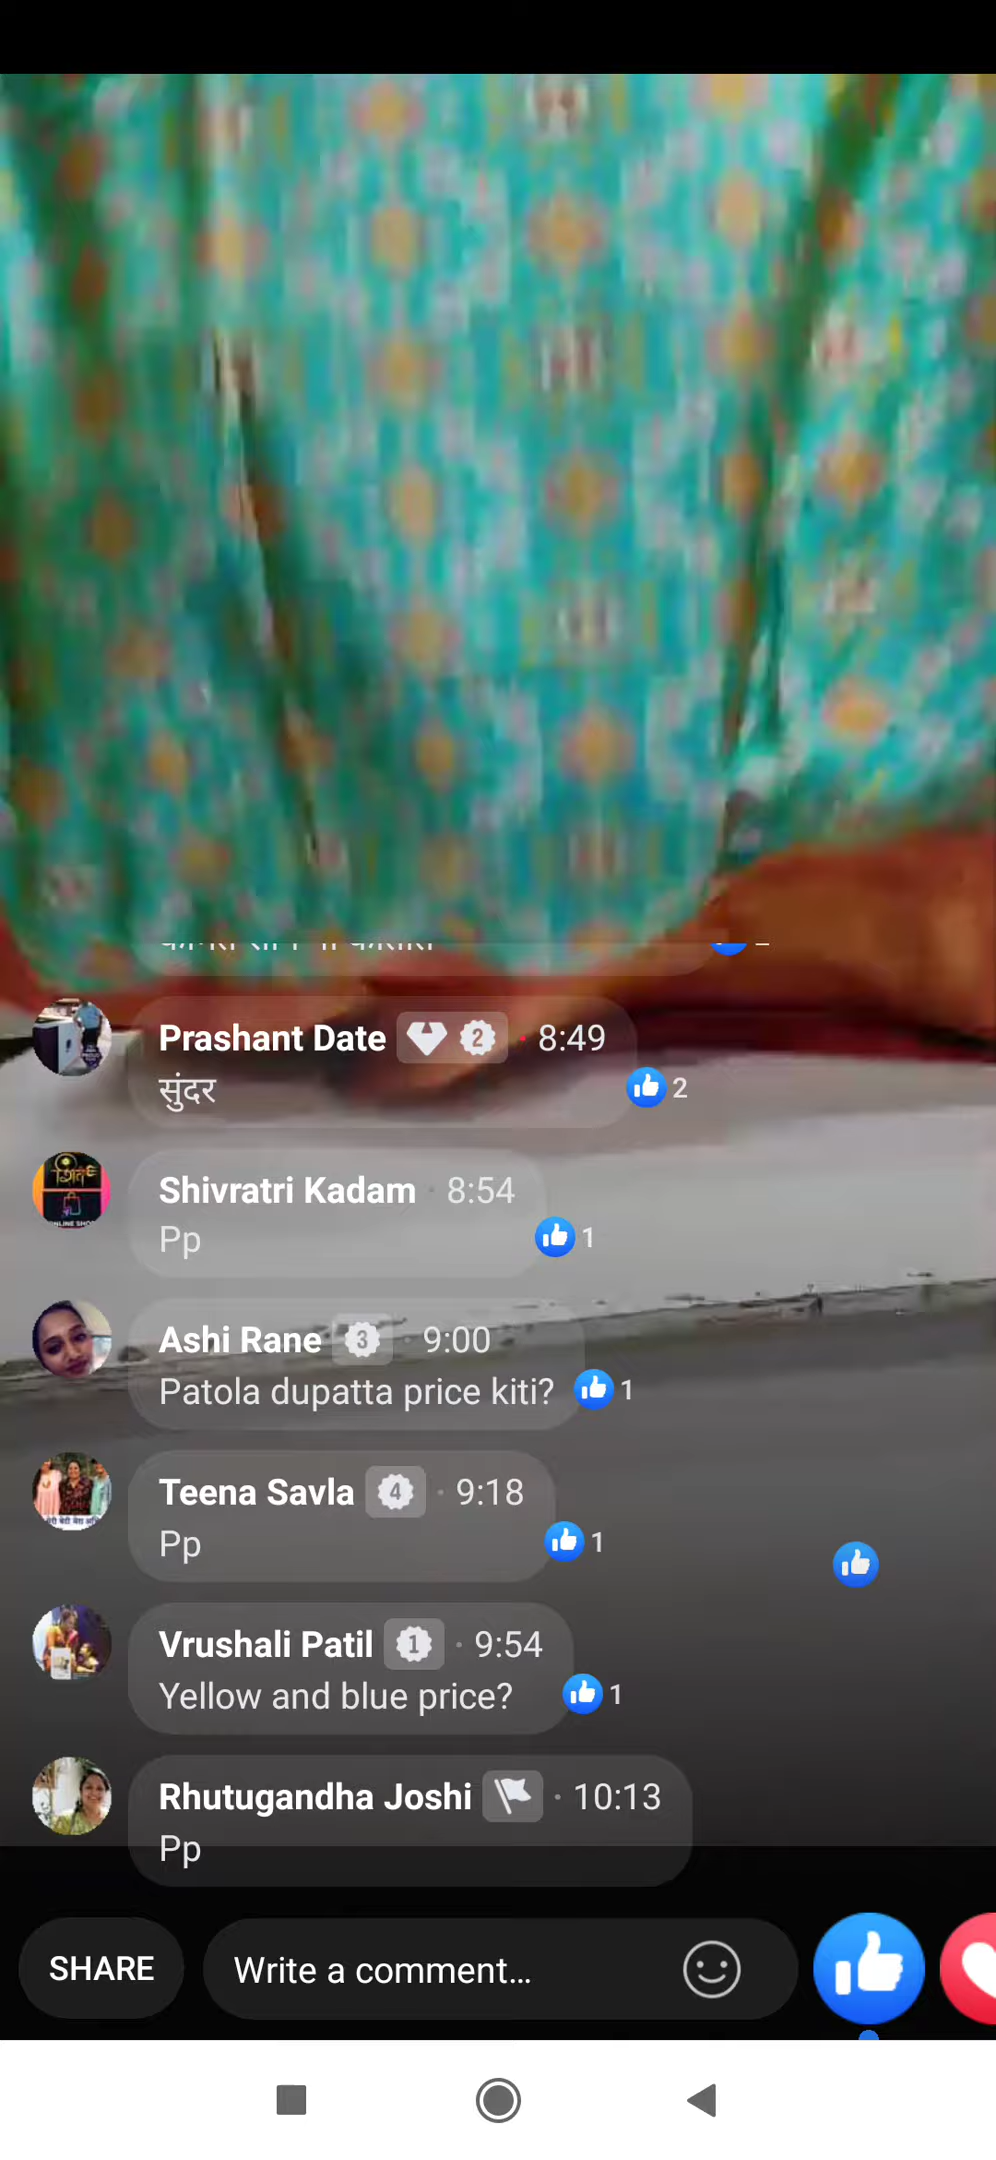 Prashant Date 2 · 8:49
सुंदर
2
Shivratri Kadam · 8:54
Pp
1
Ashi Rane 3 · 9:00
Patola dupatta price kiti?
1
Teena Savla 4 · 9:18
Pp
1
Vrushali Patil 1 · 9:54
Yellow and blue price?
1
Rhutugandha Joshi · 10:13
Pp
SHARE
Write a comment...